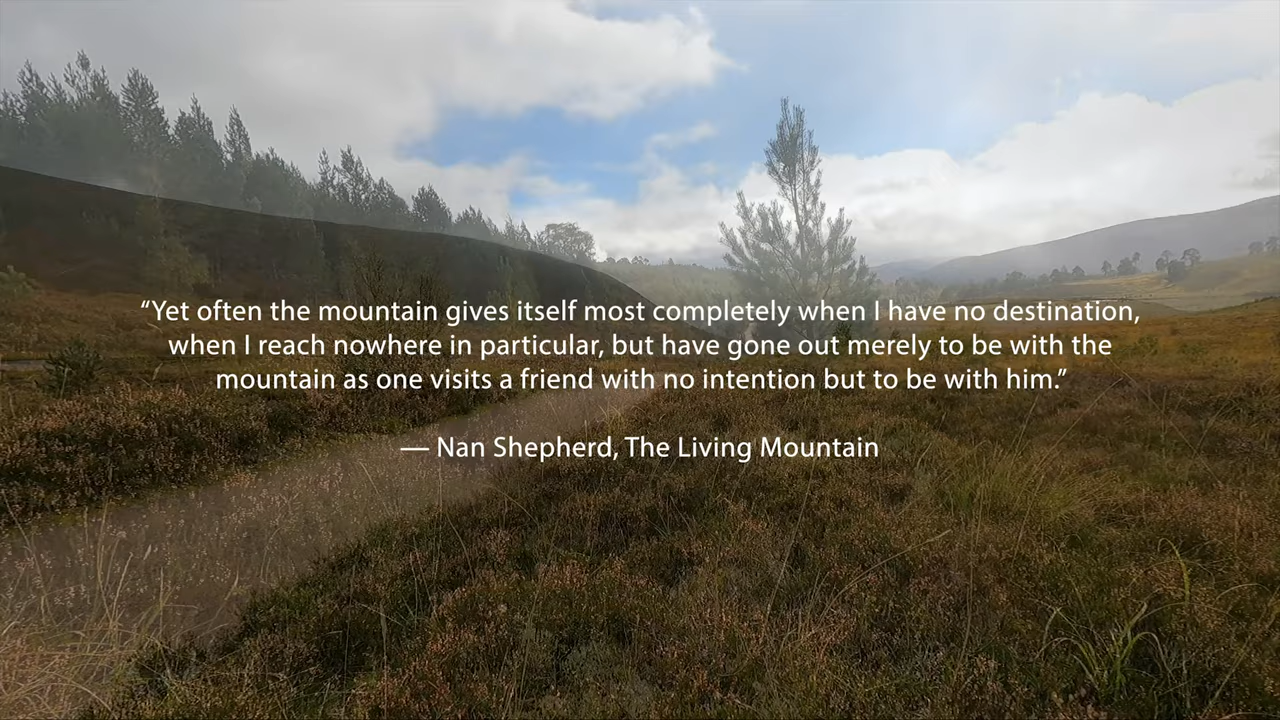 “Yet often the mountain gives itself most completely when I have no destination,
when I reach nowhere in particular, but have gone out merely to be with the
mountain as one visits a friend with no intention but to be with him.”
— Nan Shepherd, The Living Mountain